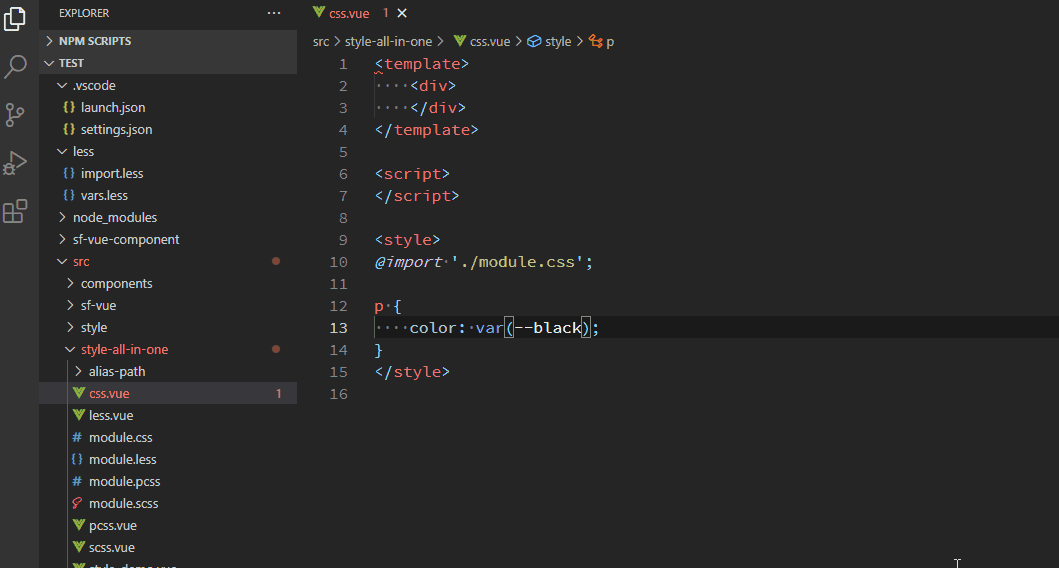 EXPLORER ···
NPM SCRIPTS
TEST
.vscode
{} launch.json
{} settings.json
less
{} import.less
{} vars.less
node_modules
sf-vue-component
src
components
sf-vue
style
style-all-in-one
alias-path
css.vue 1
less.vue
# module.css
{} module.less
# module.pcss
module.scss
pcss.vue
scss.vue
style-demo.vue
css.vue 1 ×
src > style-all-in-one > css.vue > style > p
1 <template>
2 ····<div>
3 ····</div>
4 </template>
5
6 <script>
7 </script>
8
9 <style>
10 @import·'./module.css';
11
12 p·{
13 ····color:·var(--black);
14 }
15 </style>
16